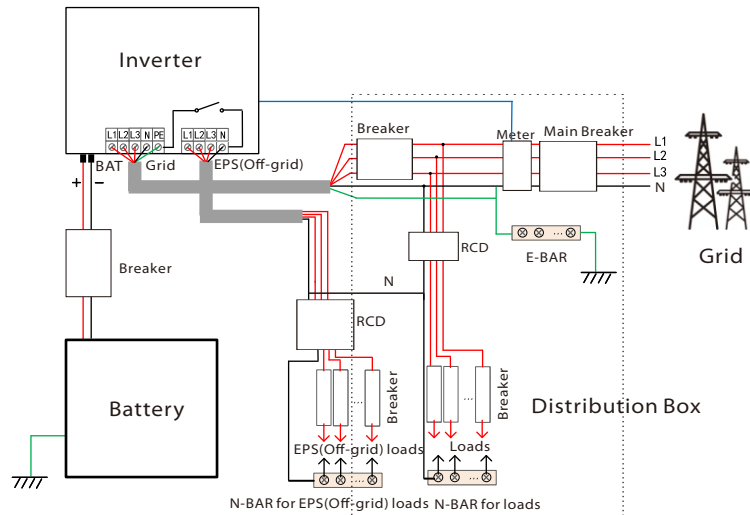 Inverter
L1 L2 L3 N PE
L1 L2 L3 N
BAT Grid EPS(Off-grid)
+ −
Breaker
Meter
Main Breaker
L1
L2
L3
N
Grid
E-BAR
RCD
N
Breaker
RCD
Battery
...
Breaker
...
Breaker
Distribution Box
EPS(Off-grid) loads
Loads
...
...
...
N-BAR for EPS(Off-grid) loads
N-BAR for loads